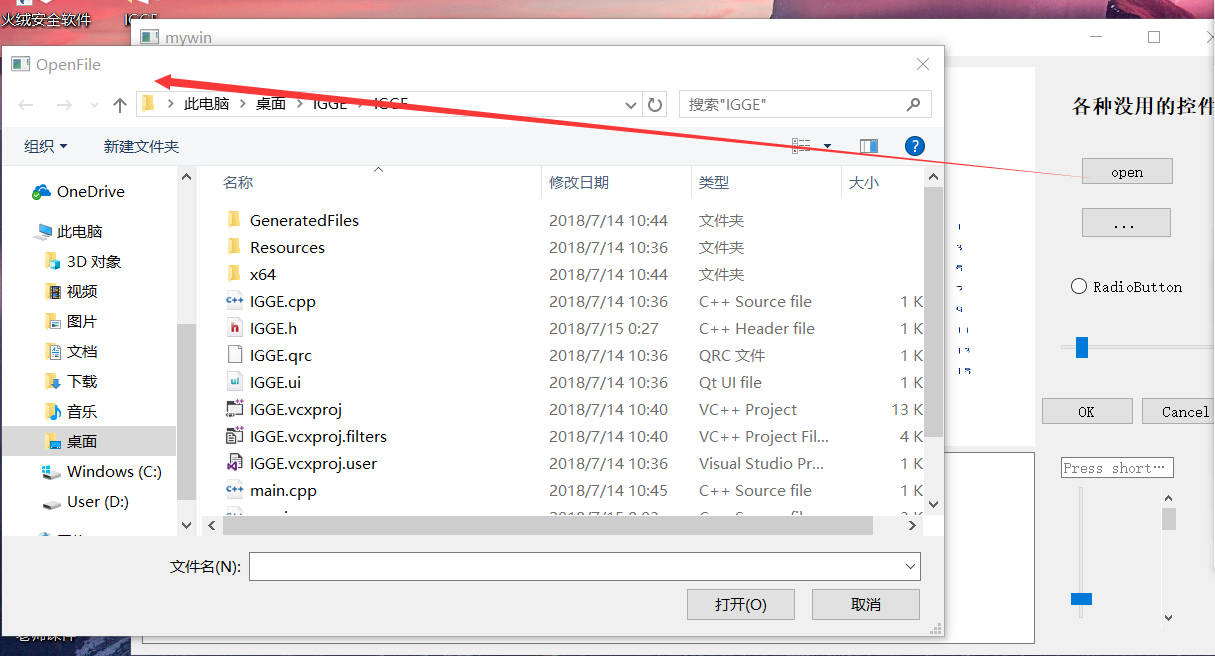 火绒安全软件
IGGE
mywin
OpenFile
此电脑 桌面 IGGE IGGE
搜索"IGGE"
组织 新建文件夹
名称 修改日期 类型 大小
OneDrive
此电脑
3D 对象
视频
图片
文档
下载
音乐
桌面
Windows (C:)
User (D:)
GeneratedFiles 2018/7/14 10:44 文件夹
Resources 2018/7/14 10:36 文件夹
x64 2018/7/14 10:44 文件夹
IGGE.cpp 2018/7/14 10:36 C++ Source file 1 K
IGGE.h 2018/7/15 0:27 C++ Header file 1 K
IGGE.qrc 2018/7/14 10:36 QRC 文件 1 K
IGGE.ui 2018/7/14 10:36 Qt UI file 1 K
IGGE.vcxproj 2018/7/14 10:40 VC++ Project 13 K
IGGE.vcxproj.filters 2018/7/14 10:40 VC++ Project Fil... 4 K
IGGE.vcxproj.user 2018/7/14 10:36 Visual Studio Pr... 1 K
main.cpp 2018/7/14 10:45 C++ Source file 1 K
文件名(N):
打开(O) 取消
各种没用的控件
open
...
RadioButton
1
3
5
7
9
11
13
15
OK Cancel
Press short…